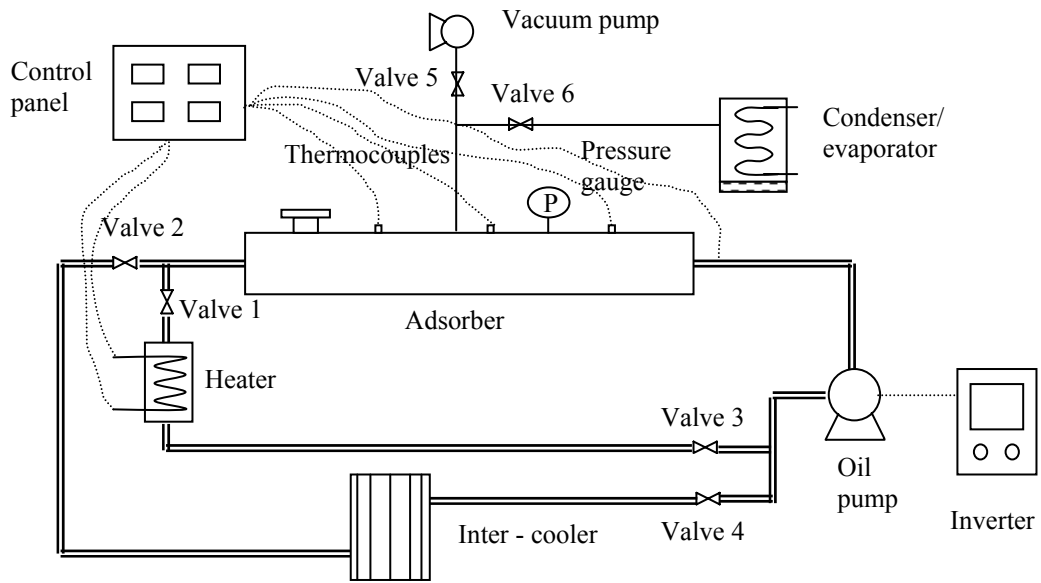 Vacuum pump
Control
panel
Valve 5
Valve 6
Condenser/
evaporator
Thermocouples
Pressure
gauge
P
Valve 2
Valve 1
Adsorber
Heater
Valve 3
Oil
pump
Inter - cooler
Valve 4
Inverter